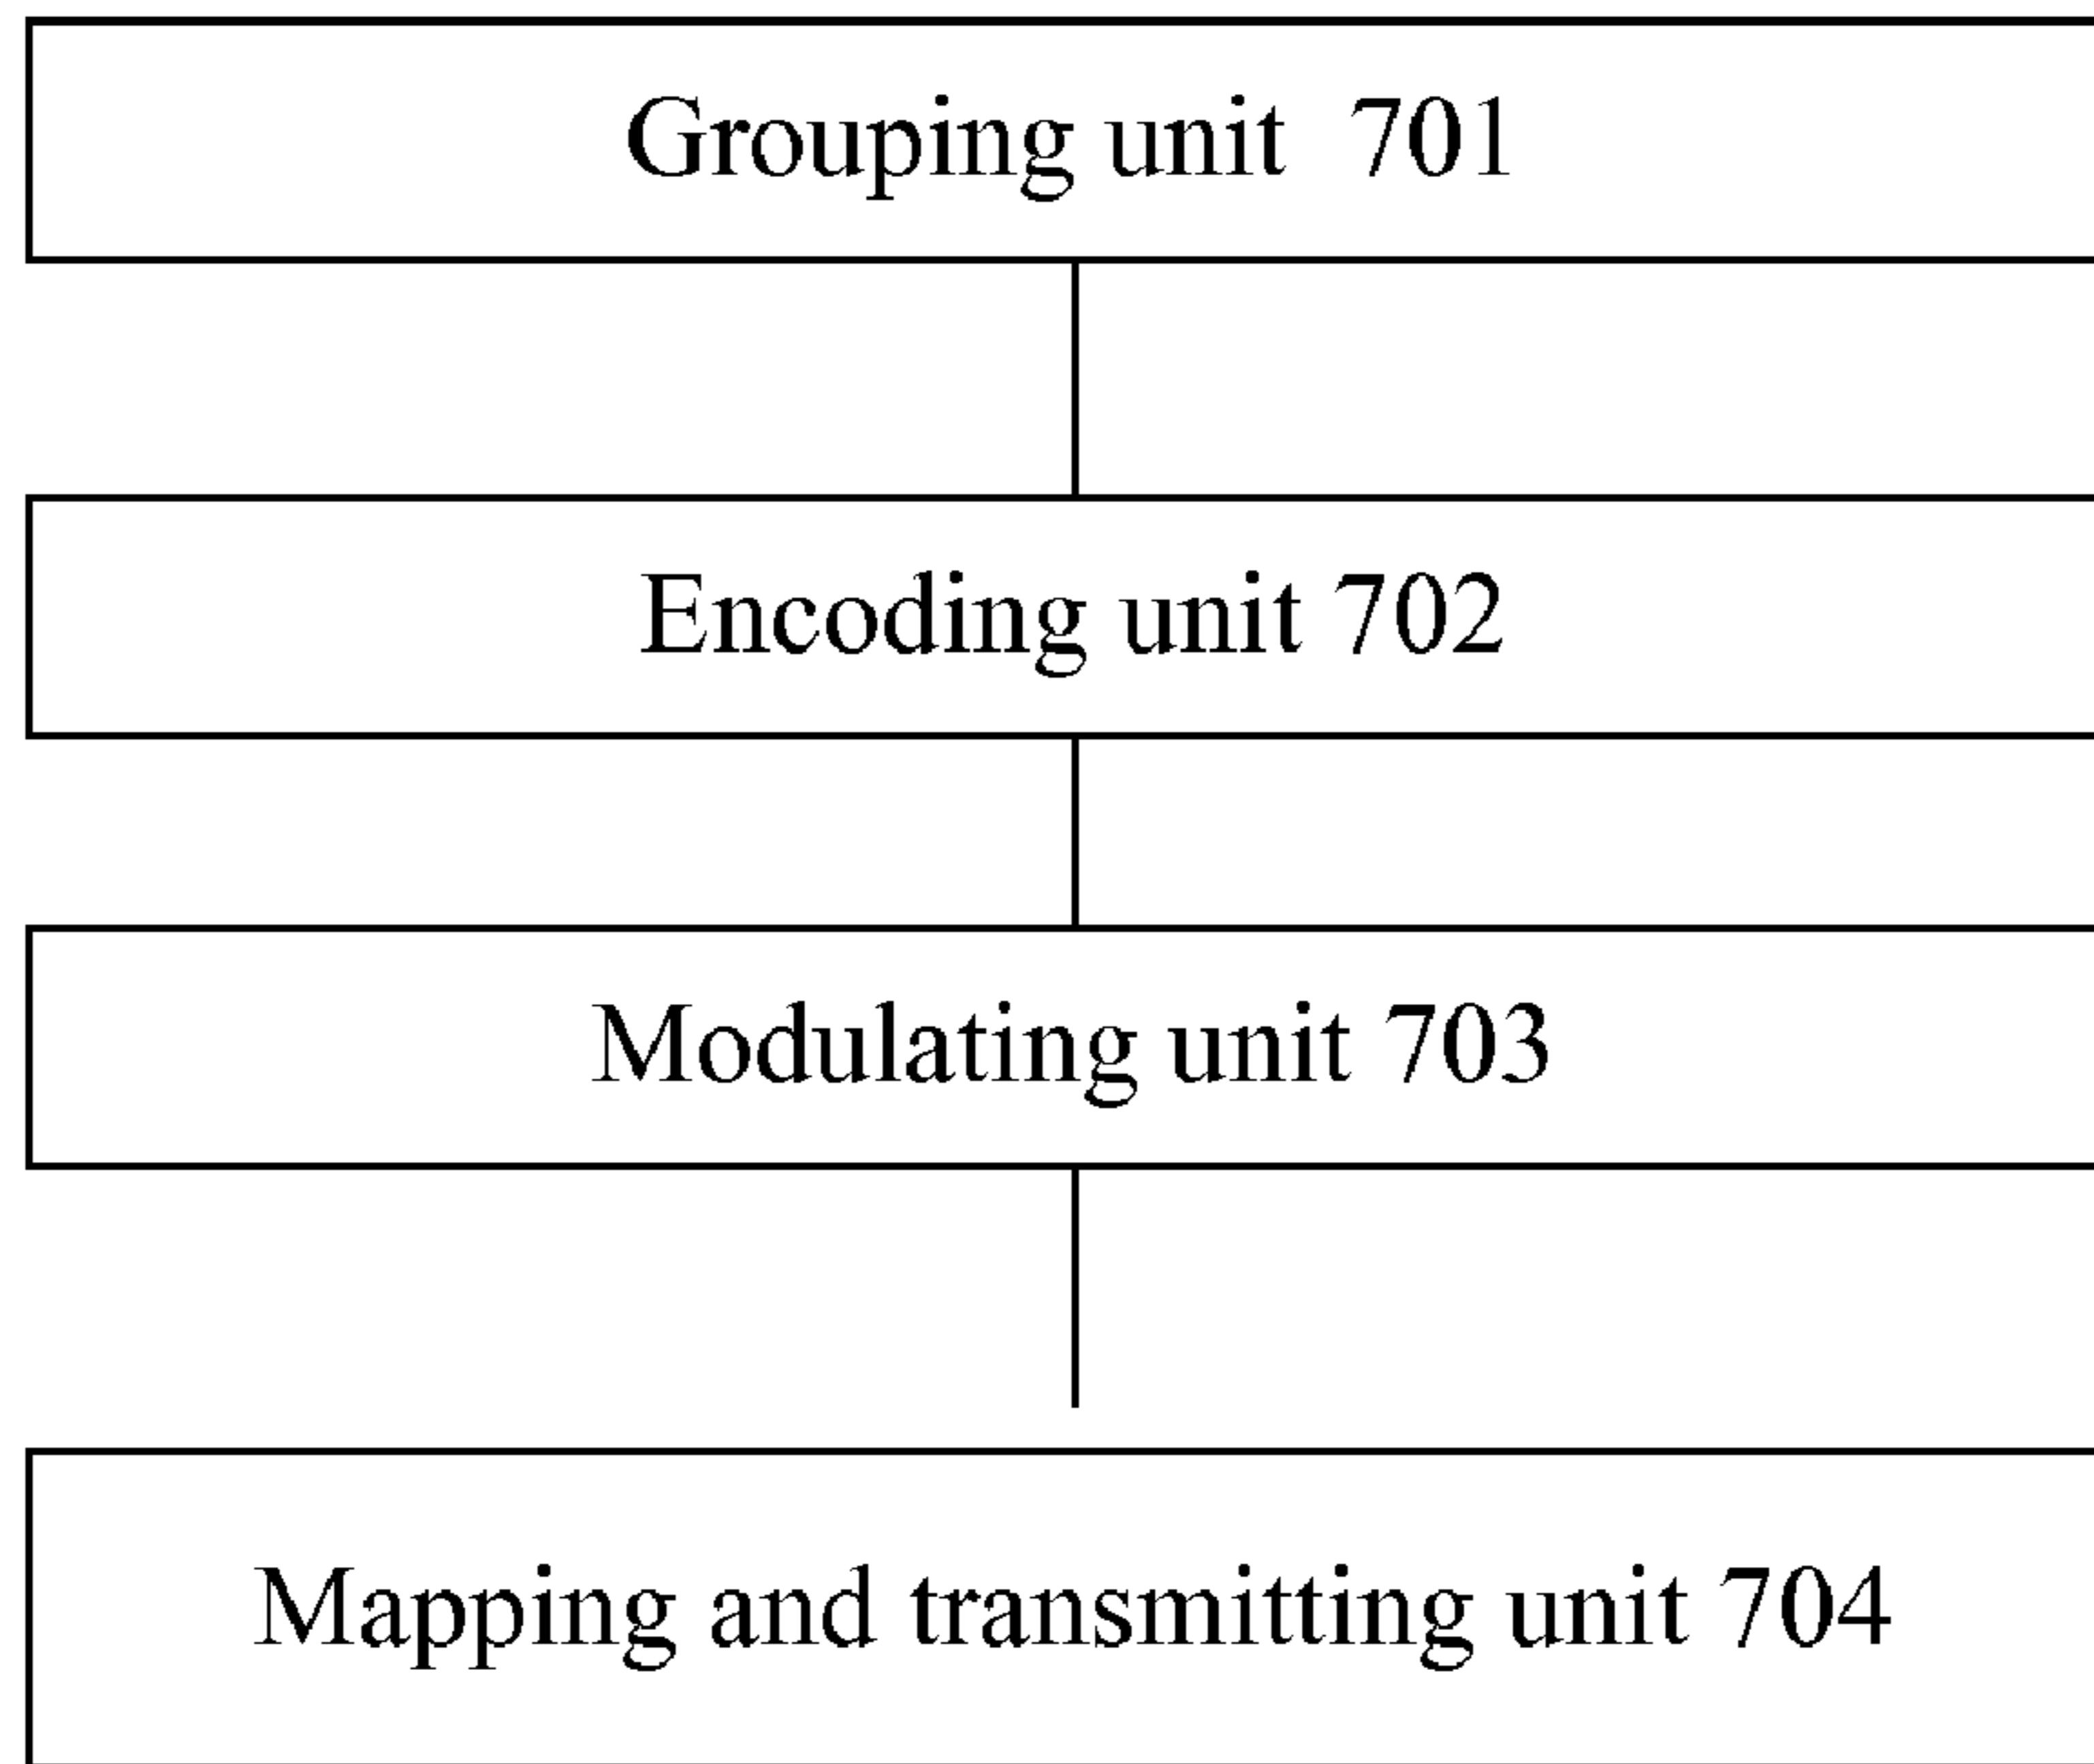 Grouping unit 701
Encoding unit 702
Modulating unit 703
Mapping and transmitting unit 704